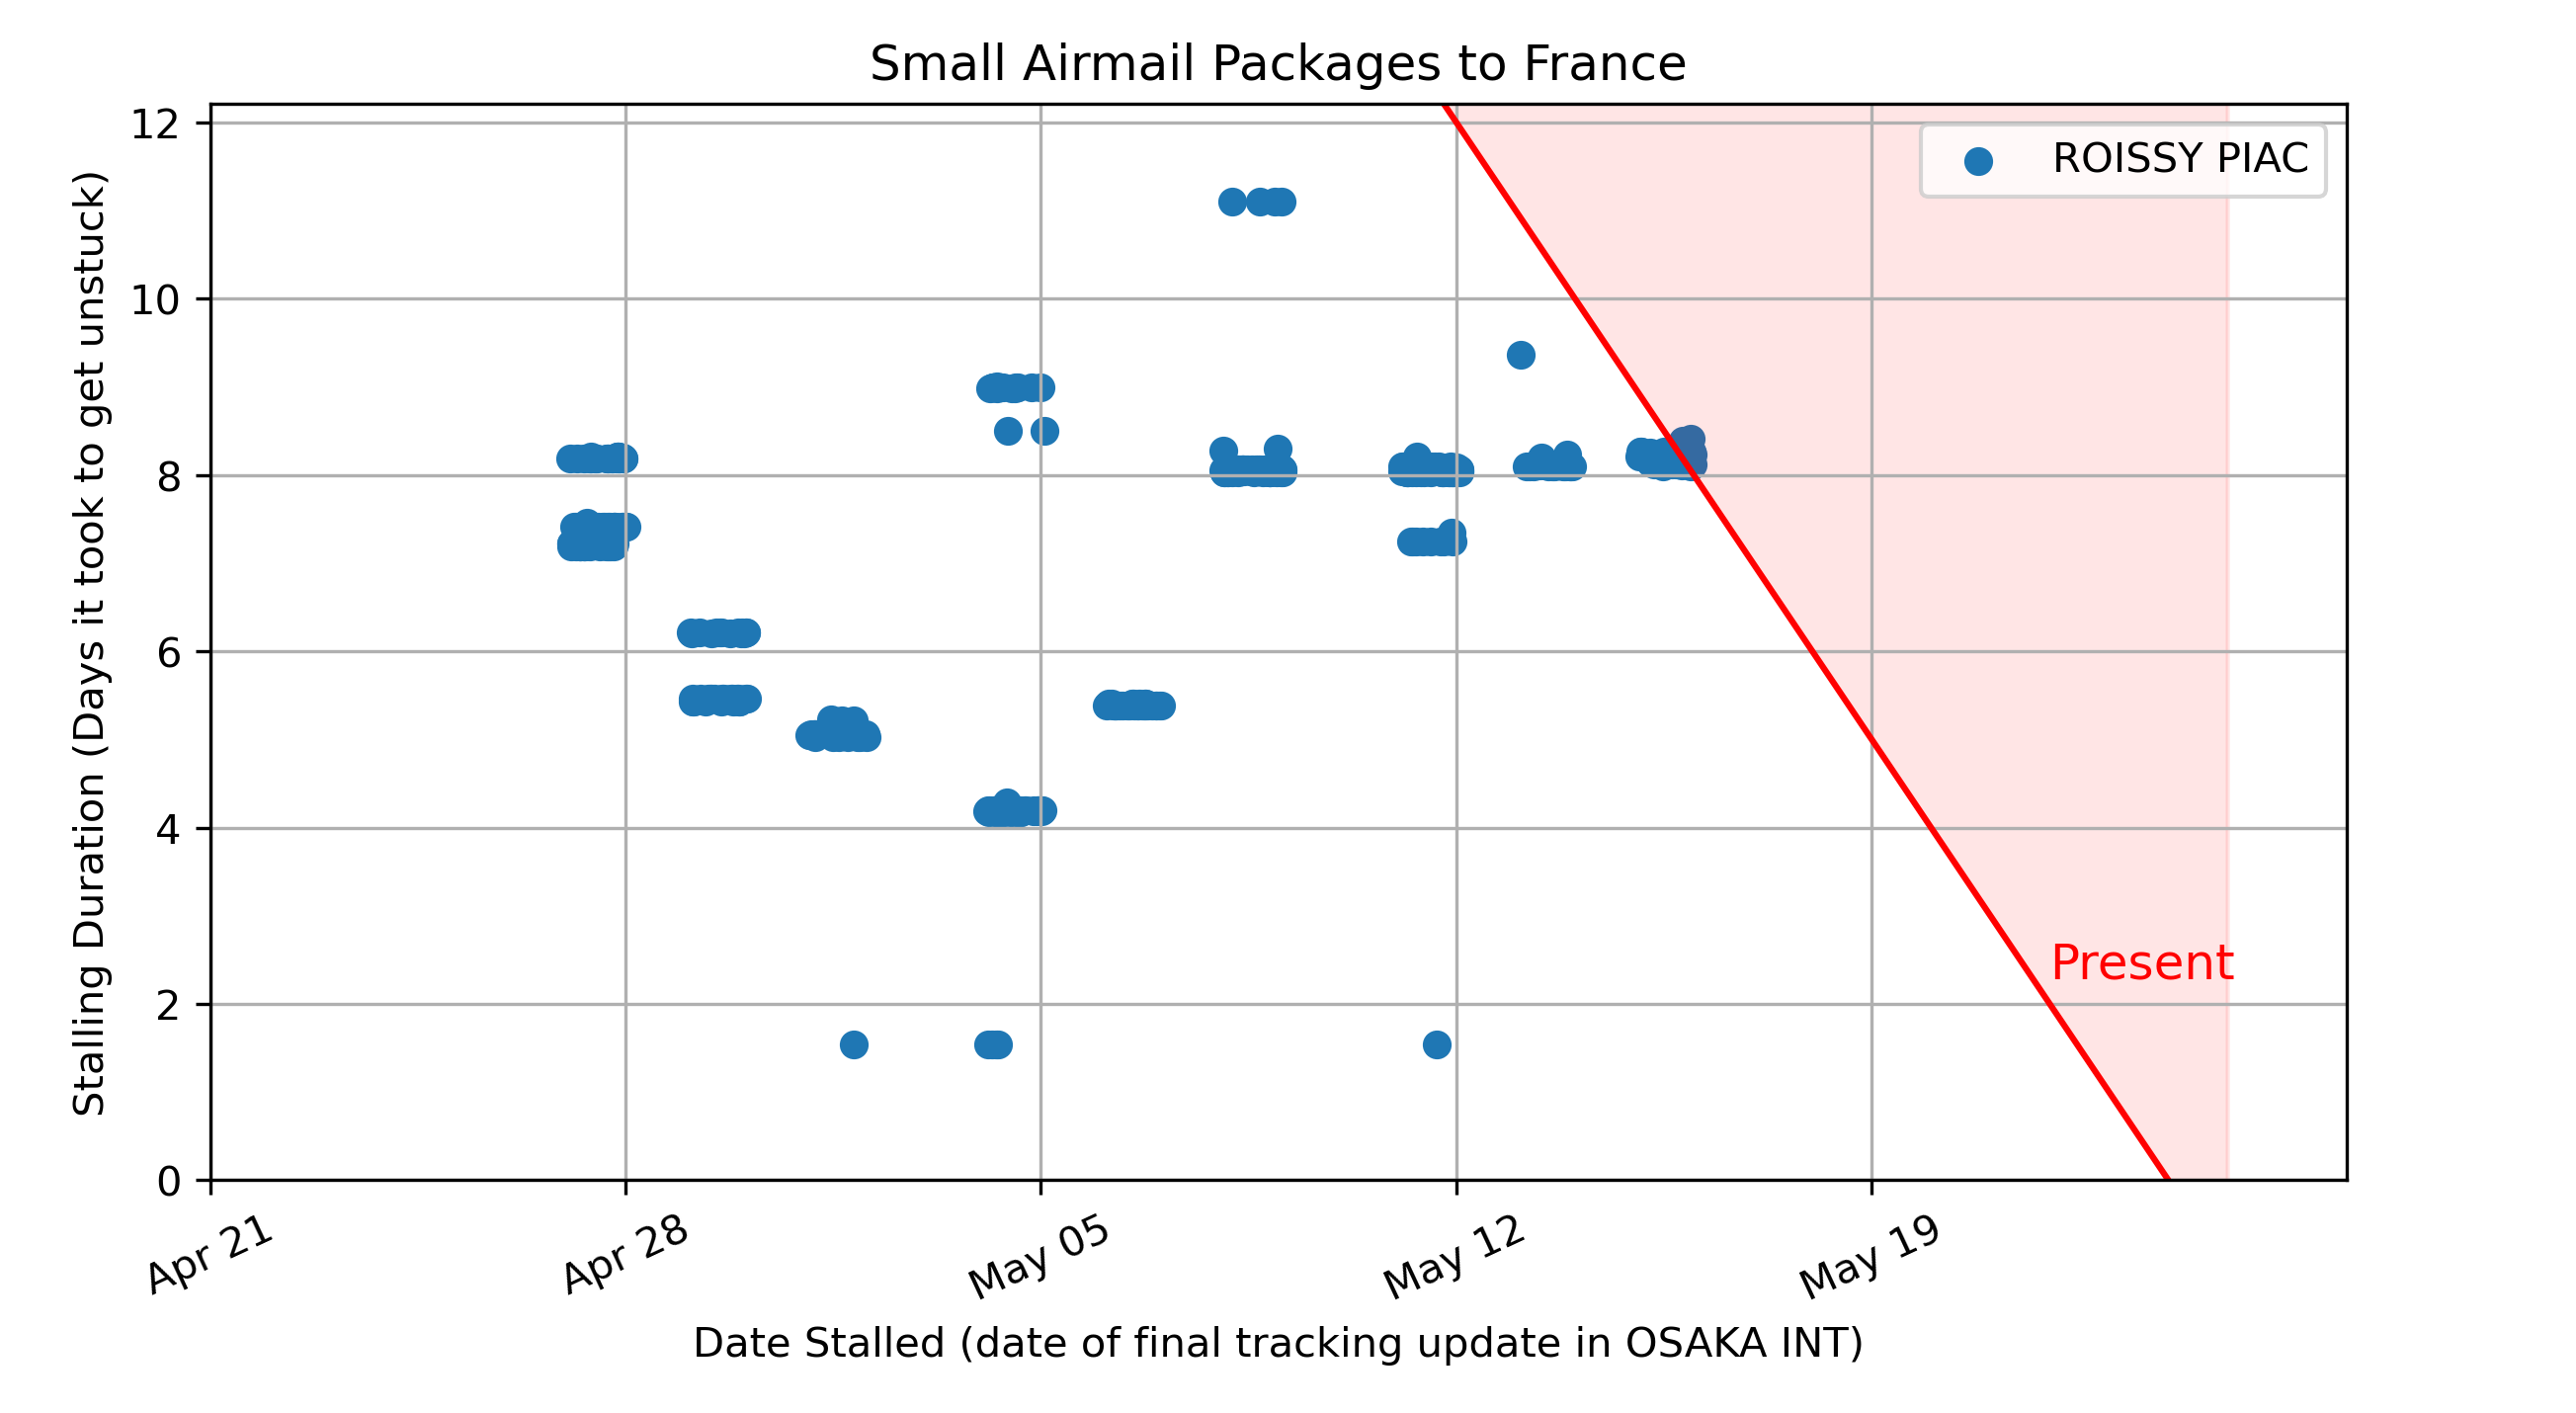 Small Airmail Packages to France
Stalling Duration (Days it took to get unstuck)
12
10
8
6
4
2
0
ROISSY PIAC
Present
Apr 21
Apr 28
May 05
May 12
May 19
Date Stalled (date of final tracking update in OSAKA INT)